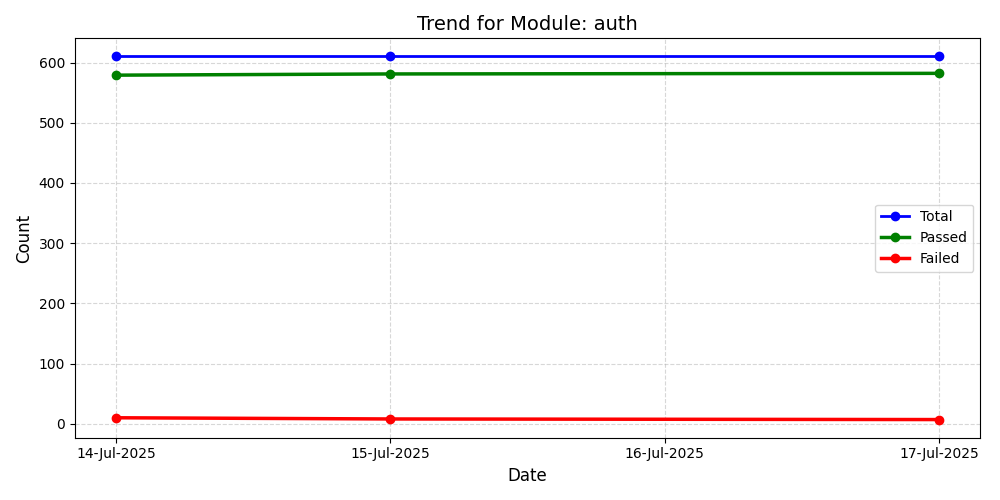 Trend for Module: auth
Count
600
500
400
300
200
100
0
Total
Passed
Failed
14-Jul-2025 15-Jul-2025 16-Jul-2025 17-Jul-2025
Date